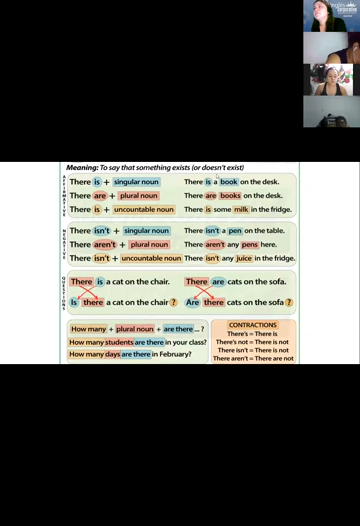 Meaning: To say that something exists (or doesn't exist)
AFFIRMATIVE
There is + singular noun There is a book on the desk.
There are + plural noun There are books on the desk.
There is + uncountable noun There is some milk in the fridge.
NEGATIVE
There isn't + singular noun There isn't a pen on the table.
There aren't + plural noun There aren't any pens here.
There isn't + uncountable noun There isn't any juice in the fridge.
QUESTIONS
There is a cat on the chair. There are cats on the sofa.
Is there a cat on the chair ? Are there cats on the sofa ?
How many + plural noun + are there ... ?
How many students are there in your class?
How many days are there in February?
CONTRACTIONS
There's = There is
There's not = There is not
There isn't = There is not
There aren't = There are not